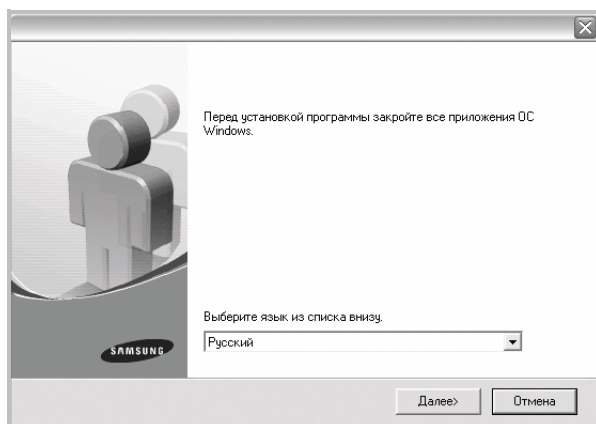 Перед установкой программы закройте все приложения ОС
Windows.
Выберите язык из списка внизу.
Русский
SAMSUNG
Далее>
Отмена